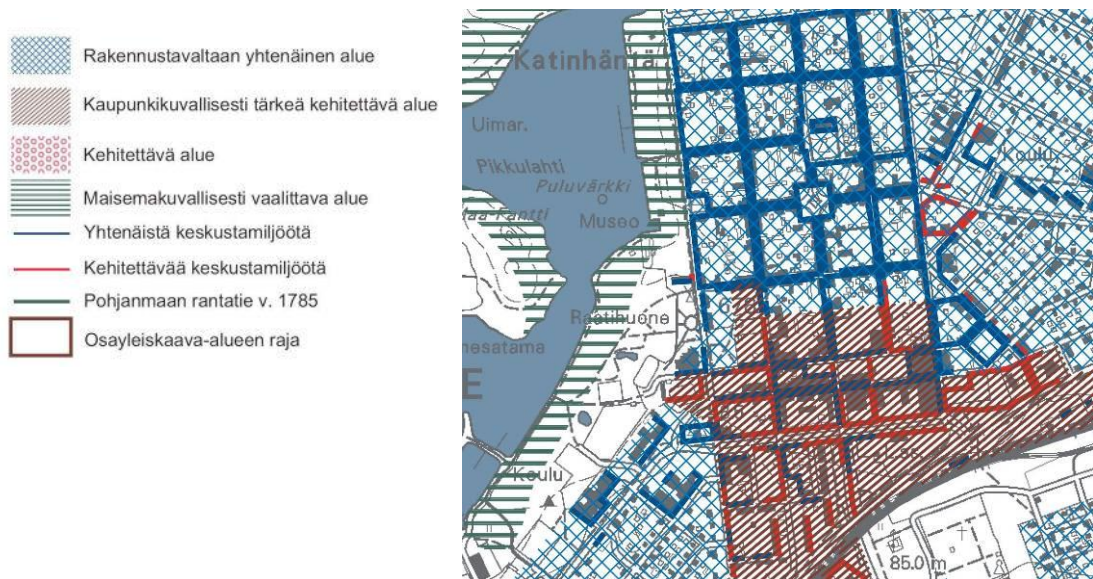 Rakennustavaltaan yhtenäinen alue
Kaupunkikuvallisesti tärkeä kehitettävä alue
Kehitettävä alue
Maisemakuvallisesti vaalittava alue
Yhtenäistä keskustamiljöötä
Kehitettävää keskustamiljöötä
Pohjanmaan rantatie v. 1785
Osayleiskaava-alueen raja
Katinhäntä
Uimar.
Pikkulahti
Puluvärkki
Museo
Koulu
Raatihuone
E
Koulu
85.0 m